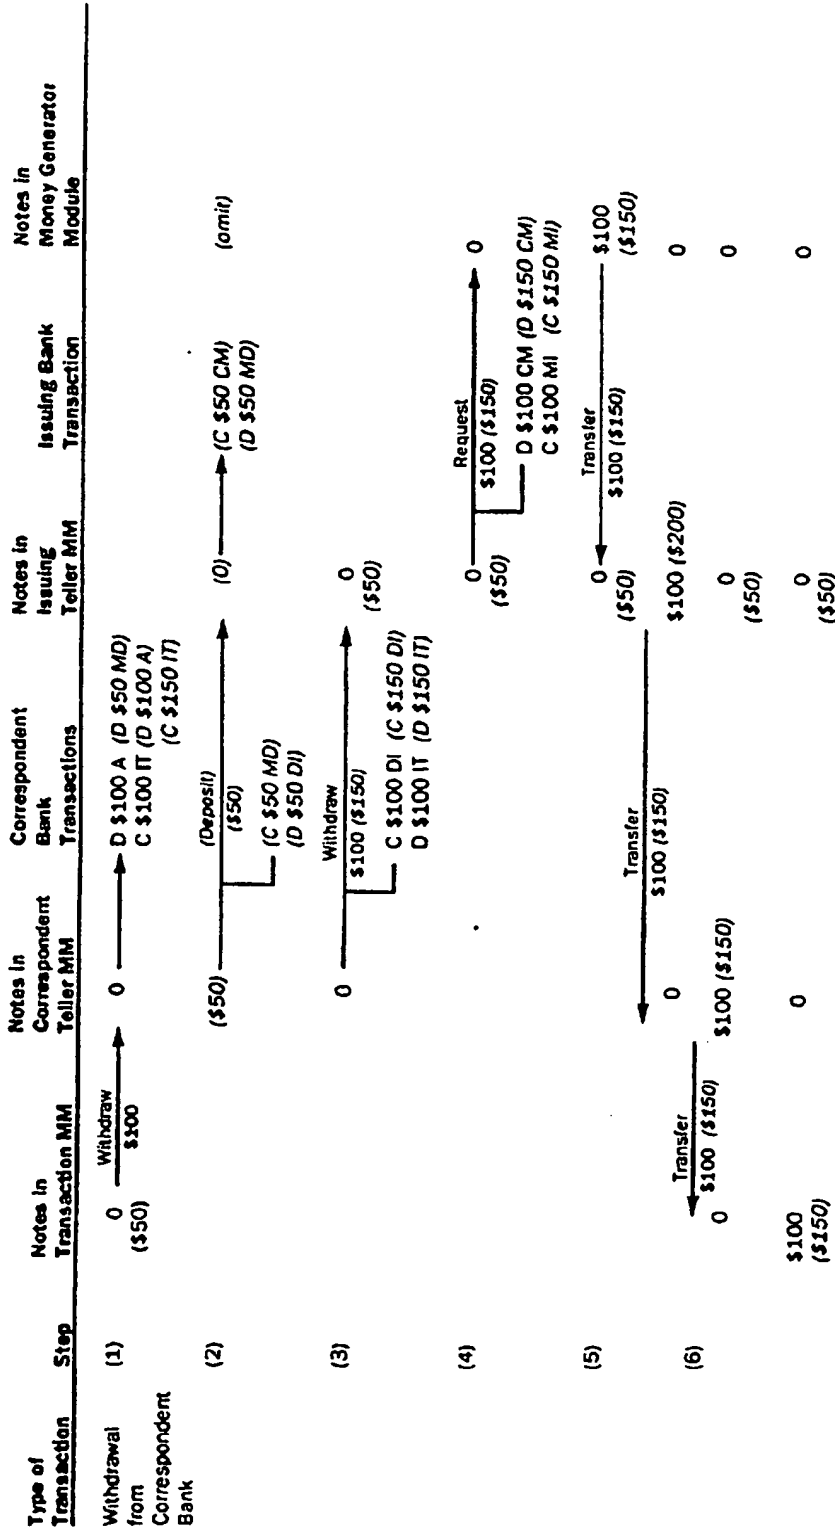 Type of
Transaction
Step
Notes in
Transaction MM
Notes in
Correspondent
Teller MM
Correspondent
Bank
Transactions
Notes in
Issuing
Teller MM
Issuing Bank
Transaction
Notes in
Money Generator
Module
Withdrawal
from
Correspondent
Bank
(1)
0
($50)
Withdraw
$100
0
D $100 A (D $50 MD)
C $100 IT (D $100 A)
(C $150 IT)
(2)
($50)
(Deposit)
($50)
(C $50 MD)
(D $50 DI)
(0)
(C $50 CM)
(D $50 MD)
(omit)
(3)
0
Withdraw
$100 ($150)
C $100 DI (C $150 DI)
D $100 IT (D $150 IT)
0
($50)
(4)
0
($50)
Request
$100 ($150)
D $100 CM (D $150 CM)
C $100 MI (C $150 MI)
0
(5)
0
($50)
Transfer
$100 ($150)
$100
($150)
0
Transfer
$100 ($150)
$100 ($200)
0
(6)
0
Transfer
$100 ($150)
$100 ($150)
0
($50)
0
$100
($150)
0
0
($50)
0